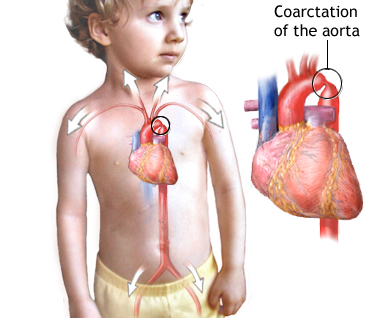 Coarctation
of the aorta